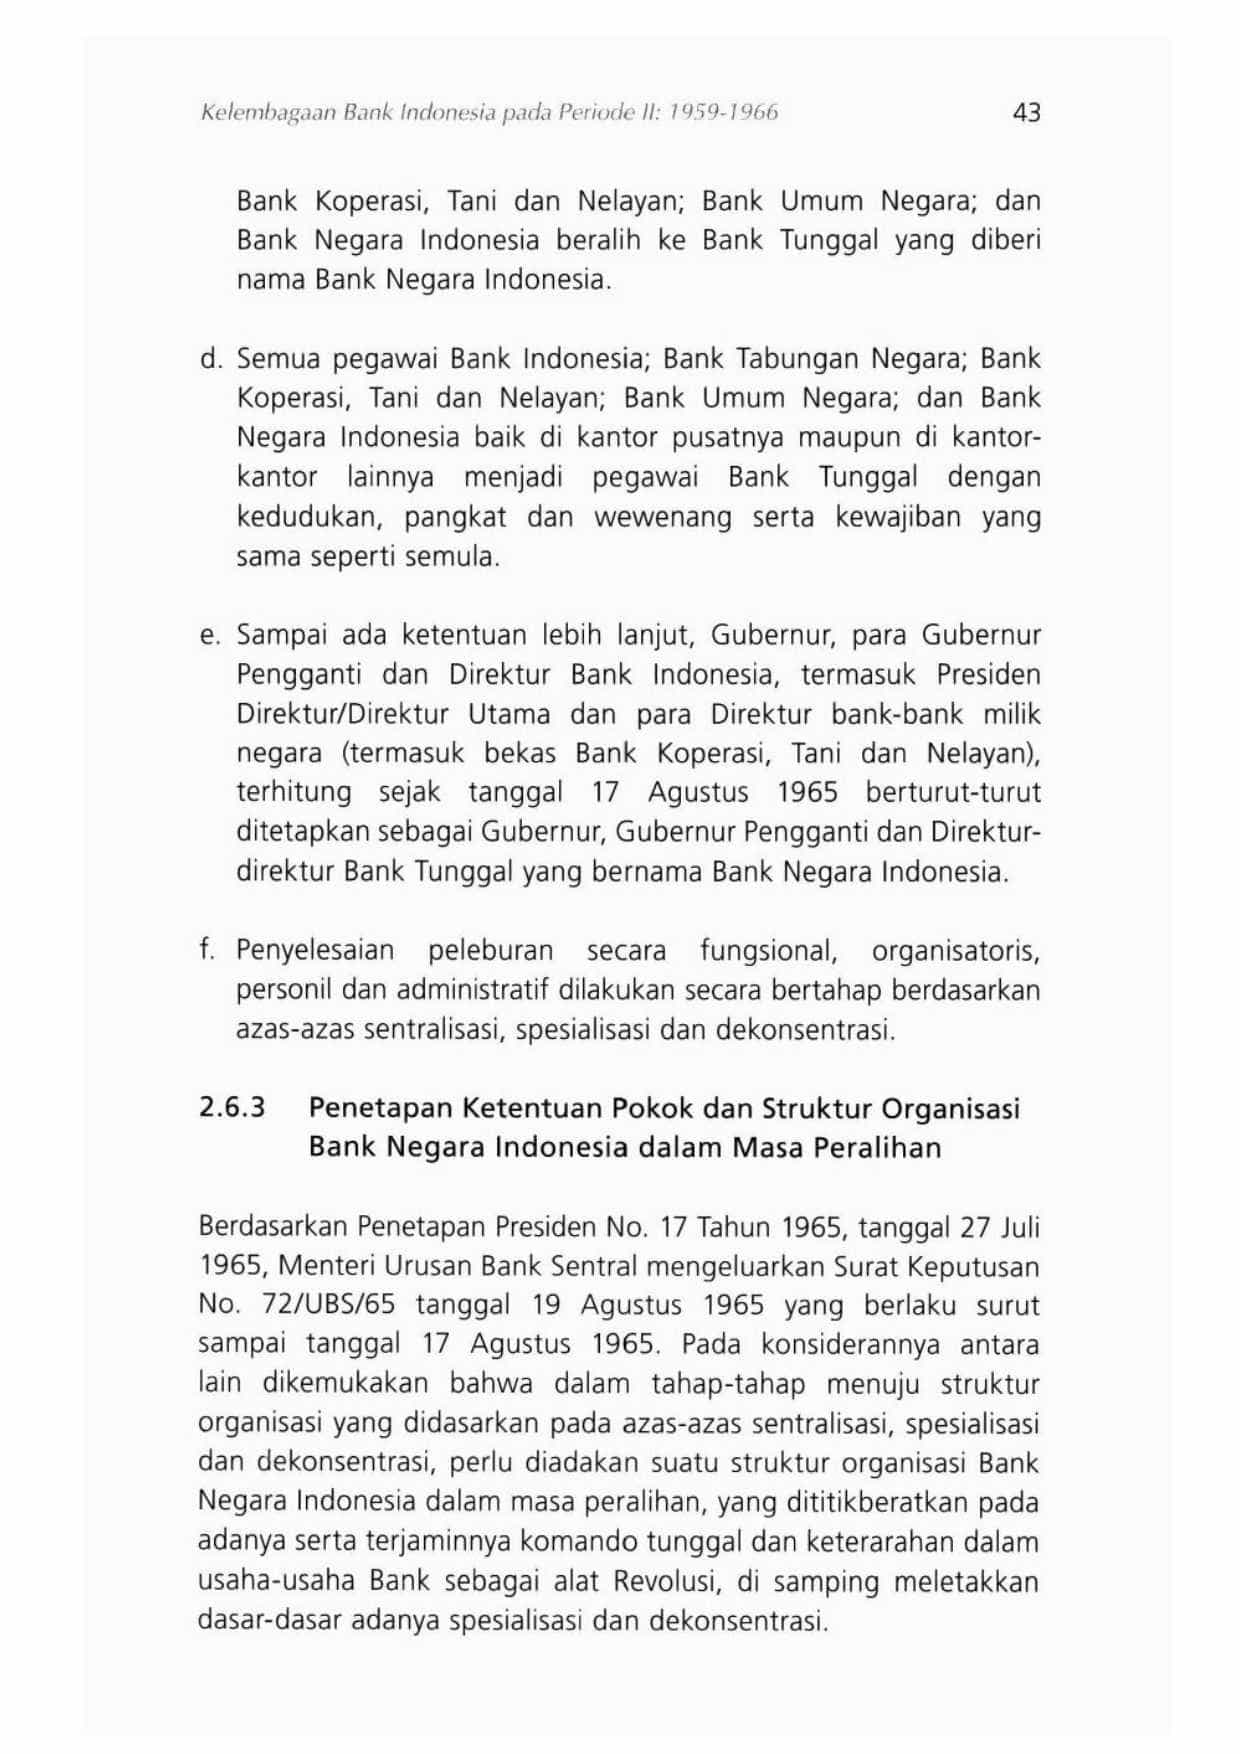 Kelembagaan Bank Indonesia pada Periode II: 1959-1966 43
Bank Koperasi, Tani dan Nelayan; Bank Umum Negara; dan
Bank Negara Indonesia beralih ke Bank Tunggal yang diberi
nama Bank Negara Indonesia.
d. Semua pegawai Bank Indonesia; Bank Tabungan Negara; Bank
Koperasi, Tani dan Nelayan; Bank Umum Negara; dan Bank
Negara Indonesia baik di kantor pusatnya maupun di kantor-
kantor lainnya menjadi pegawai Bank Tunggal dengan
kedudukan, pangkat dan wewenang serta kewajiban yang
sama seperti semula.
e. Sampai ada ketentuan lebih lanjut, Gubernur, para Gubernur
Pengganti dan Direktur Bank Indonesia, termasuk Presiden
Direktur/Direktur Utama dan para Direktur bank-bank milik
negara (termasuk bekas Bank Koperasi, Tani dan Nelayan),
terhitung sejak tanggal 17 Agustus 1965 berturut-turut
ditetapkan sebagai Gubernur, Gubernur Pengganti dan Direktur-
direktur Bank Tunggal yang bernama Bank Negara Indonesia.
f. Penyelesaian peleburan secara fungsional, organisatoris,
personil dan administratif dilakukan secara bertahap berdasarkan
azas-azas sentralisasi, spesialisasi dan dekonsentrasi.
2.6.3 Penetapan Ketentuan Pokok dan Struktur Organisasi
Bank Negara Indonesia dalam Masa Peralihan
Berdasarkan Penetapan Presiden No. 17 Tahun 1965, tanggal 27 Juli
1965, Menteri Urusan Bank Sentral mengeluarkan Surat Keputusan
No. 72/UBS/65 tanggal 19 Agustus 1965 yang berlaku surut
sampai tanggal 17 Agustus 1965. Pada konsiderannya antara
lain dikemukakan bahwa dalam tahap-tahap menuju struktur
organisasi yang didasarkan pada azas-azas sentralisasi, spesialisasi
dan dekonsentrasi, perlu diadakan suatu struktur organisasi Bank
Negara Indonesia dalam masa peralihan, yang dititikberatkan pada
adanya serta terjaminnya komando tunggal dan keterarahan dalam
usaha-usaha Bank sebagai alat Revolusi, di samping meletakkan
dasar-dasar adanya spesialisasi dan dekonsentrasi.